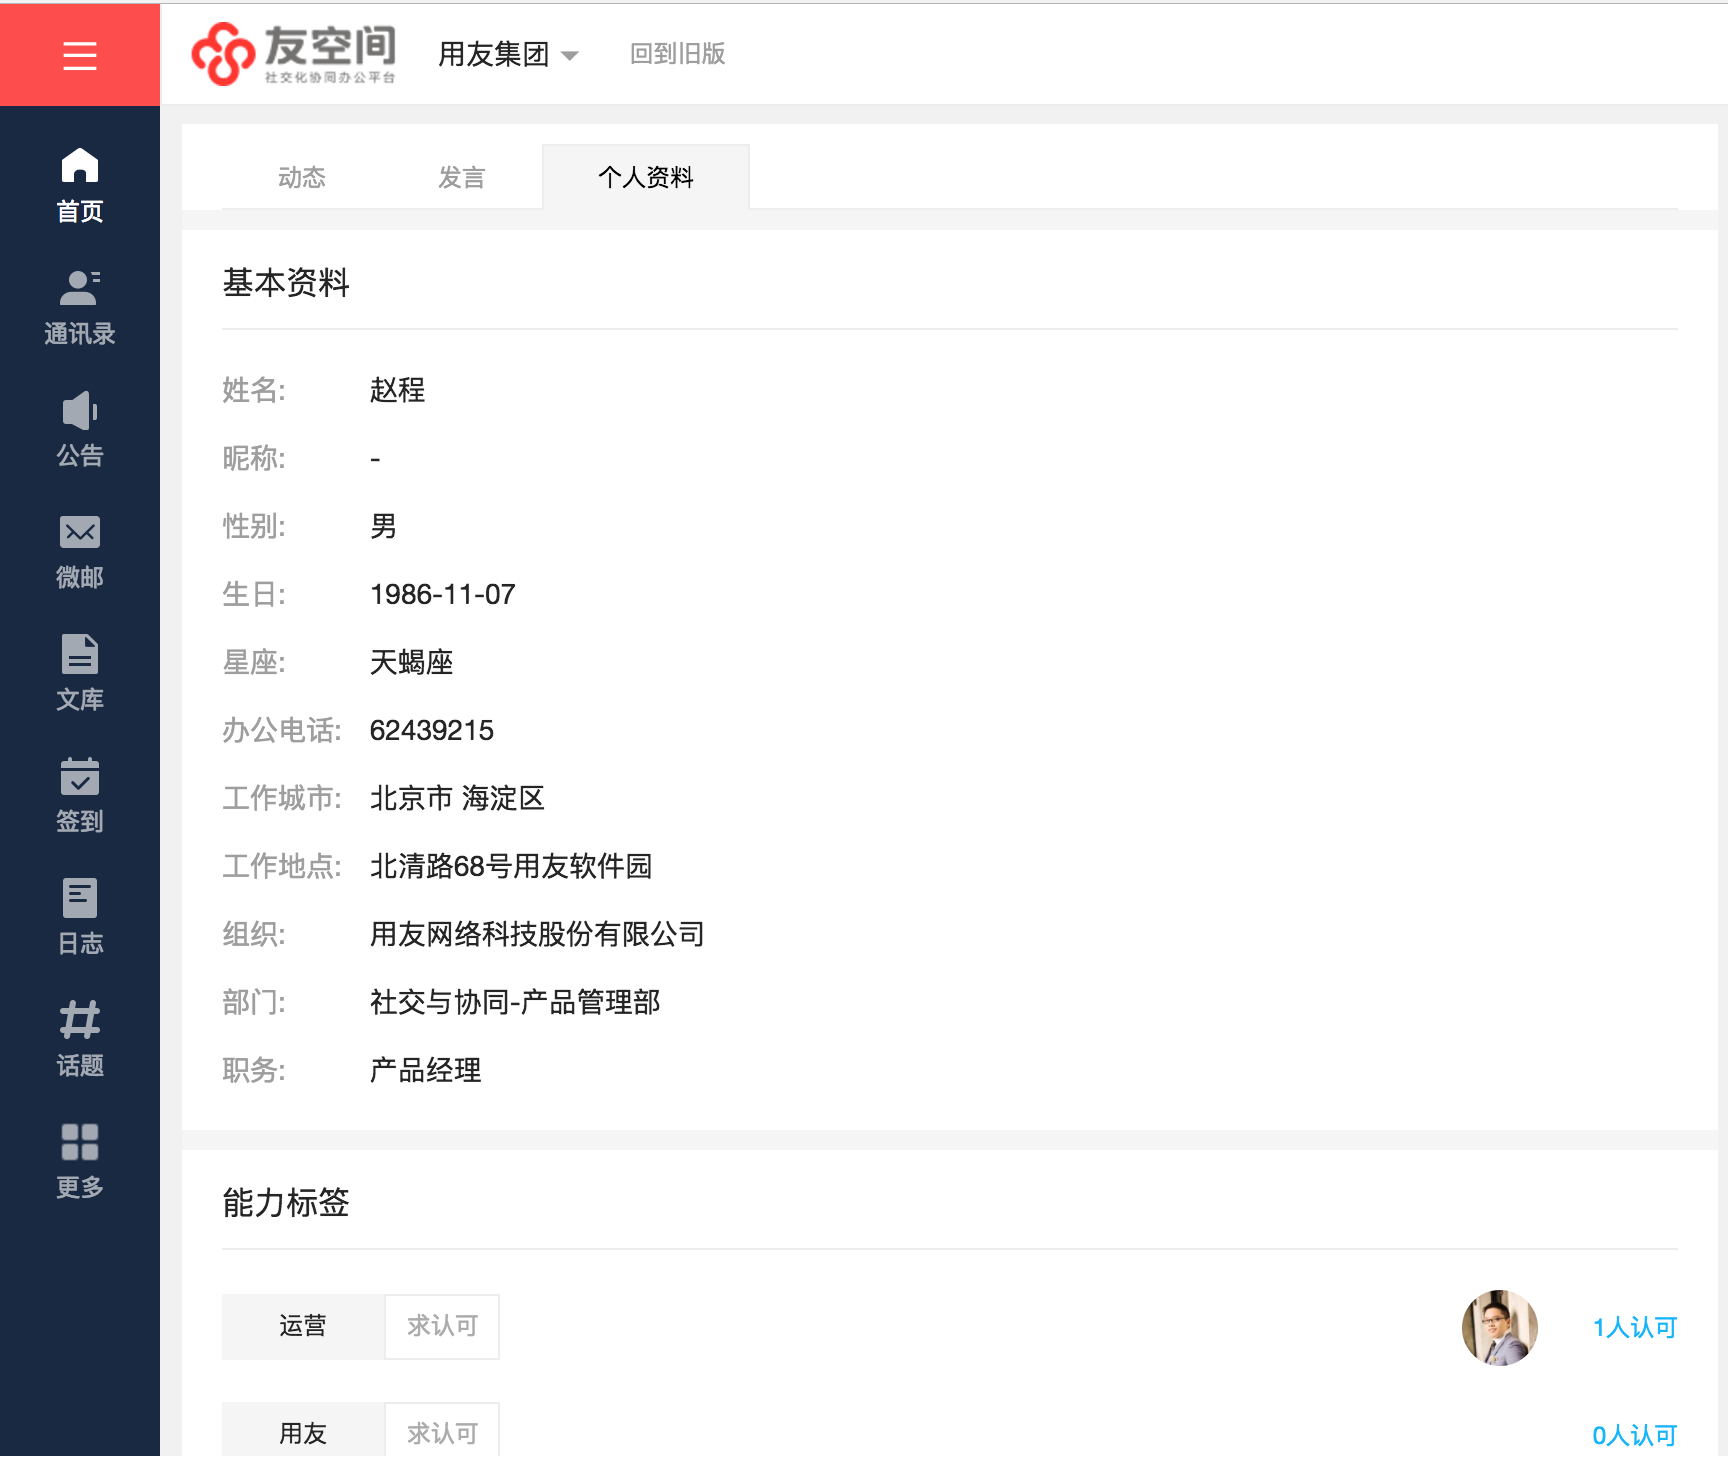 友空间
社交化协同办公平台
用友集团
回到旧版
首页
通讯录
公告
微邮
文库
签到
日志
话题
更多
动态
发言
个人资料
基本资料
姓名: 赵程
昵称: -
性别: 男
生日: 1986-11-07
星座: 天蝎座
办公电话: 62439215
工作城市: 北京市 海淀区
工作地点: 北清路68号用友软件园
组织: 用友网络科技股份有限公司
部门: 社交与协同-产品管理部
职务: 产品经理
能力标签
运营 求认可 1人认可
用友 求认可 0人认可